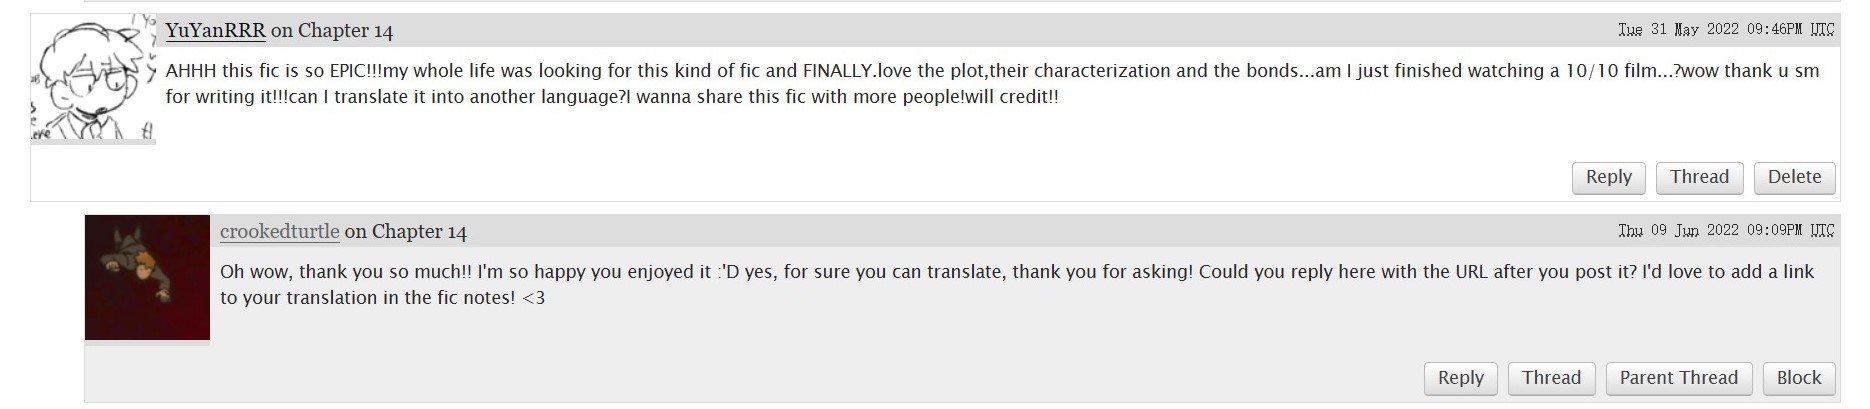 YuYanRRR on Chapter 14
Tue 31 May 2022 09:46PM UTC
AHHH this fic is so EPIC!!!my whole life was looking for this kind of fic and FINALLY.love the plot,their characterization and the bonds...am I just finished watching a 10/10 film...?wow thank u sm
for writing it!!!can I translate it into another language?I wanna share this fic with more people!will credit!!
Reply Thread Delete
crookedturtle on Chapter 14
Thu 09 Jun 2022 09:09PM UTC
Oh wow, thank you so much!! I'm so happy you enjoyed it :'D yes, for sure you can translate, thank you for asking! Could you reply here with the URL after you post it? I'd love to add a link
to your translation in the fic notes! <3
Reply Thread Parent Thread Block